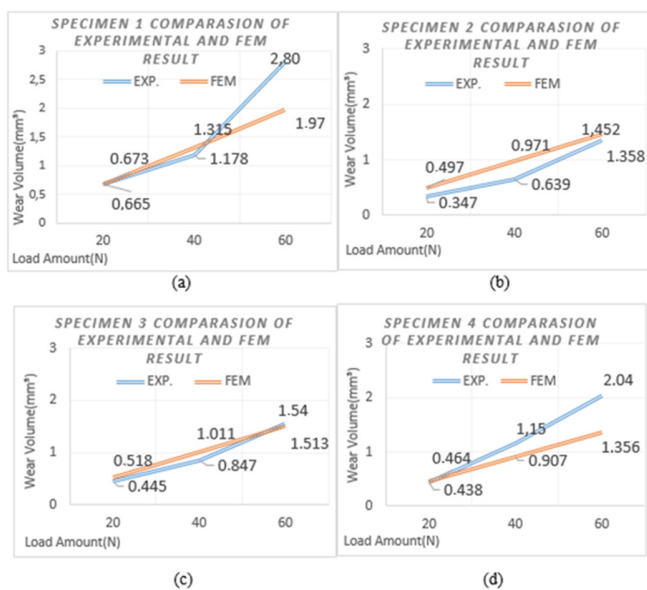 SPECIMEN 1 COMPARASION OF
EXPERIMENTAL AND FEM
RESULT
EXP.
FEM
Wear Volume(mm³)
3
2,5
2
1,5
1
0,5
0
0.673
0,665
1.315
1.178
2.80
1.97
20
40
60
Load Amount(N)
(a)
SPECIMEN 2 COMPARASION OF
EXPERIMENTAL AND FEM
RESULT
EXP.
FEM
Wear Volume(mm³)
3
2
1
0
0.497
0.347
0.971
0.639
1,452
1.358
20
40
60
Load Amount(N)
(b)
SPECIMEN 3 COMPARASION OF
EXPERIMENTAL AND FEM
RESULT
EXP.
FEM
Wear Volume(mm³)
3
2
1
0
0.518
0.445
1.011
0.847
1.54
1.513
20
40
60
Load Amount(N)
(c)
SPECIMEN 4 COMPARASION
OF EXPERIMENTAL AND FEM
RESULT
EXP.
FEM
Wear Volume(mm³)
3
2
1
0
0.464
0.438
1,15
0.907
2.04
1.356
20
40
60
Load Amount(N)
(d)